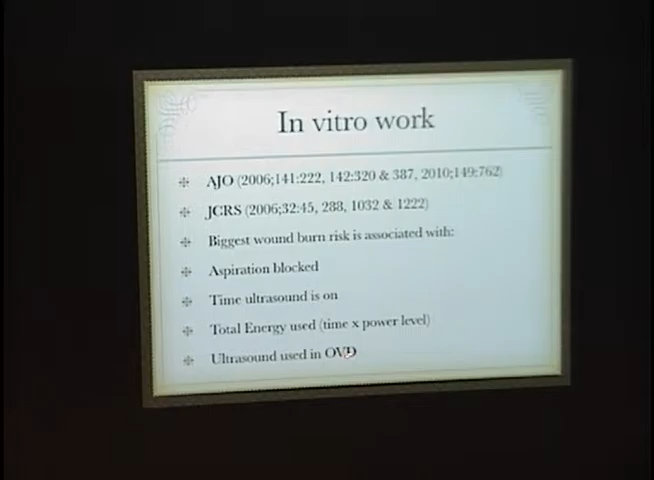 In vitro work
AJO (2006;141:222, 142:320 & 387, 2010;149:762)
JCRS (2006;32:45, 288, 1032 & 1222)
Biggest wound burn risk is associated with:
Aspiration blocked
Time ultrasound is on
Total Energy used (time x power level)
Ultrasound used in OVD